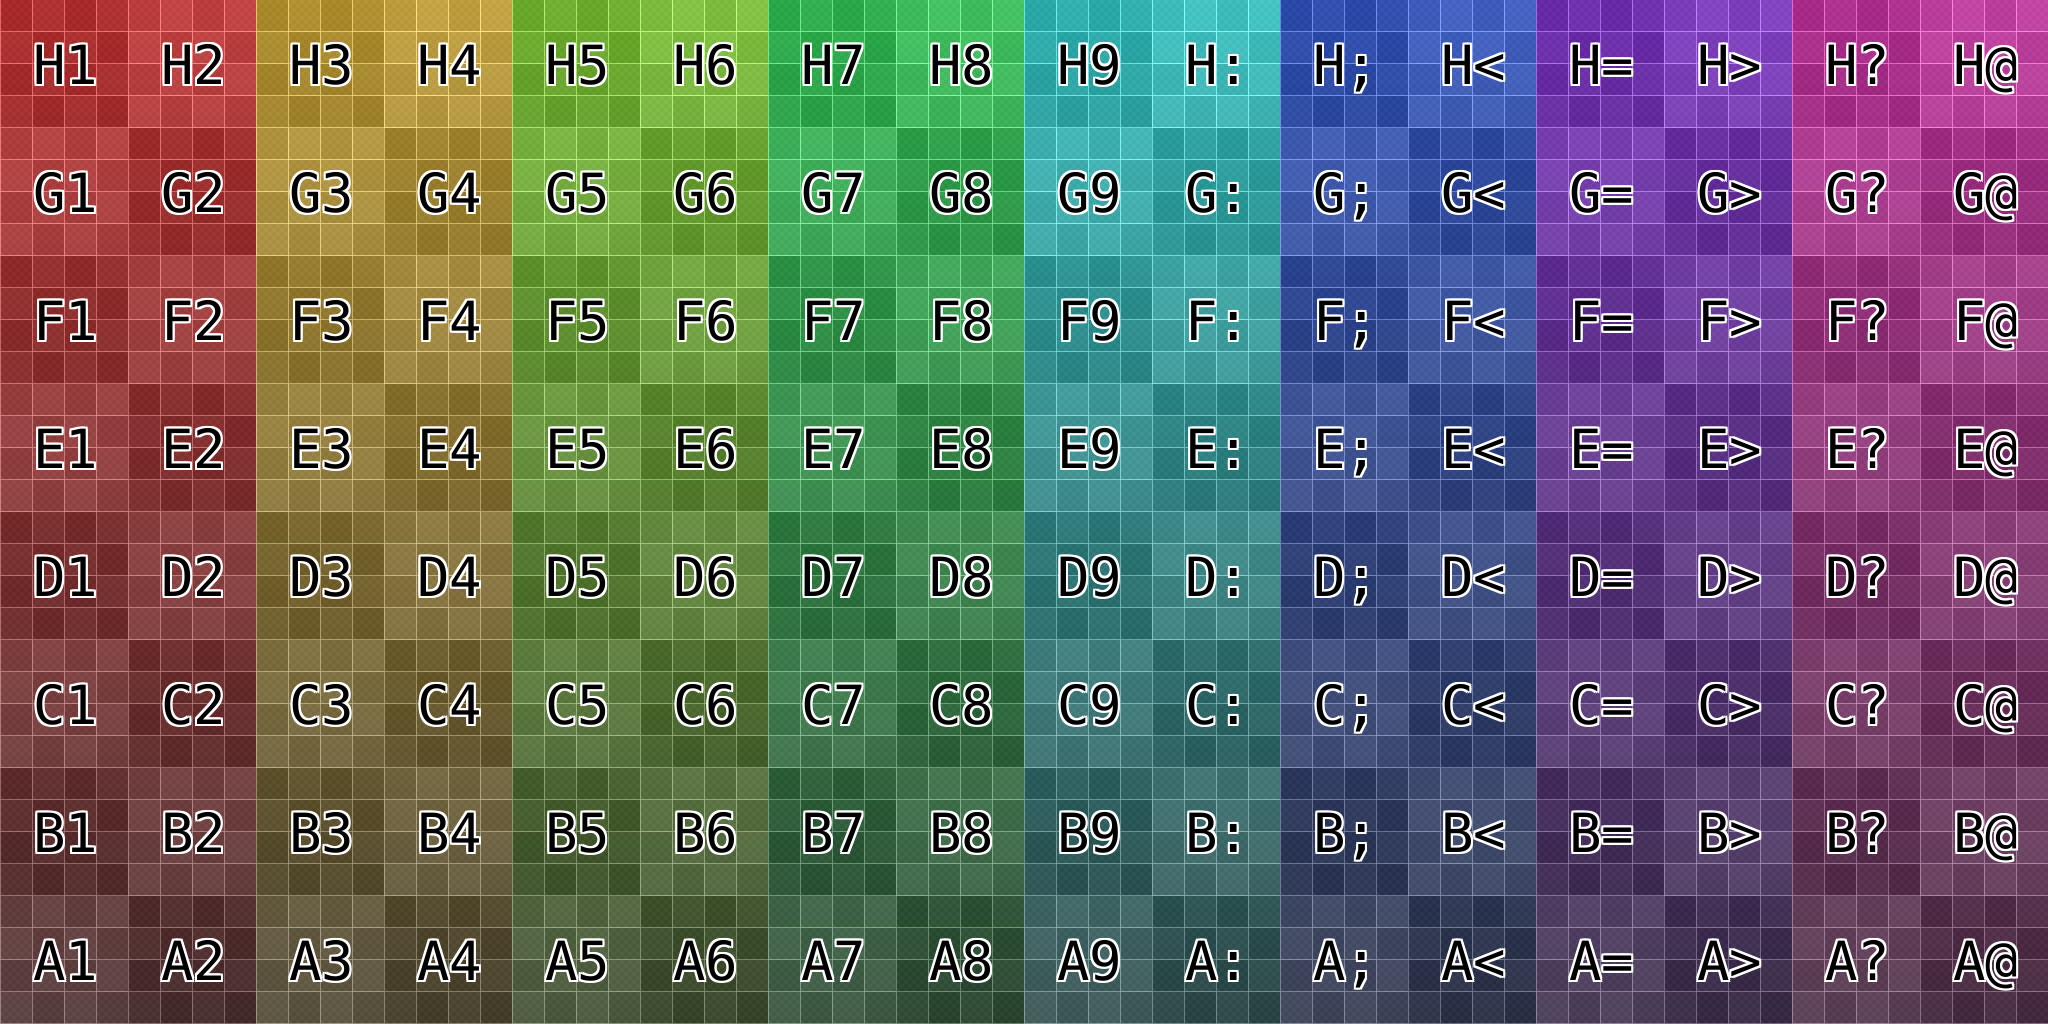 H1 H2 H3 H4 H5 H6 H7 H8 H9 H: H; H< H= H> H? H@
G1 G2 G3 G4 G5 G6 G7 G8 G9 G: G; G< G= G> G? G@
F1 F2 F3 F4 F5 F6 F7 F8 F9 F: F; F< F= F> F? F@
E1 E2 E3 E4 E5 E6 E7 E8 E9 E: E; E< E= E> E? E@
D1 D2 D3 D4 D5 D6 D7 D8 D9 D: D; D< D= D> D? D@
C1 C2 C3 C4 C5 C6 C7 C8 C9 C: C; C< C= C> C? C@
B1 B2 B3 B4 B5 B6 B7 B8 B9 B: B; B< B= B> B? B@
A1 A2 A3 A4 A5 A6 A7 A8 A9 A: A; A< A= A> A? A@